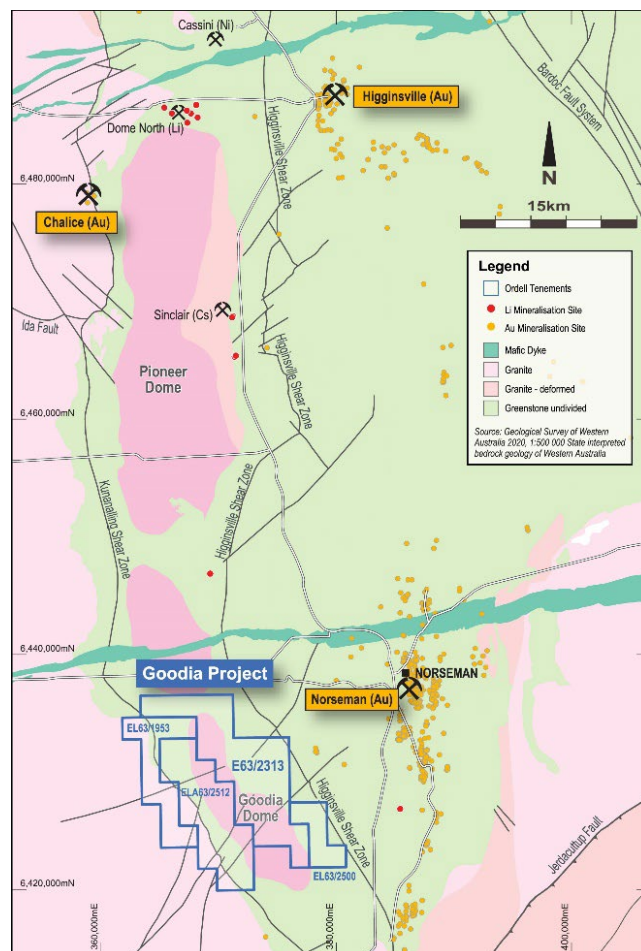 Cassini (Ni)
Higginsville (Au)
Bardoc Fault System
Dome North (Li)
Higginsville Shear Zone
6,480,000mN
Chalice (Au)
N
15km
Legend
Ordell Tenements
Li Mineralisation Site
Au Mineralisation Site
Mafic Dyke
Granite
Granite - deformed
Greenstone undivided
Source: Geological Survey of Western
Australia 2020, 1:500 000 State interpreted
bedrock geology of Western Australia
Sinclair (Cs)
Ida Fault
Pioneer
Dome
Higginsville Shear Zone
6,460,000mN
Kunanalling Shear Zone
Higginsville Shear Zone
6,440,000mN
Goodia Project
NORSEMAN
Norseman (Au)
EL63/1953
E63/2313
ELA63/2512
Goodia
Dome
Higginsville Shear Zone
EL63/2500
Jerdacuttup Fault
6,420,000mN
360,000mE
380,000mE
400,000mE